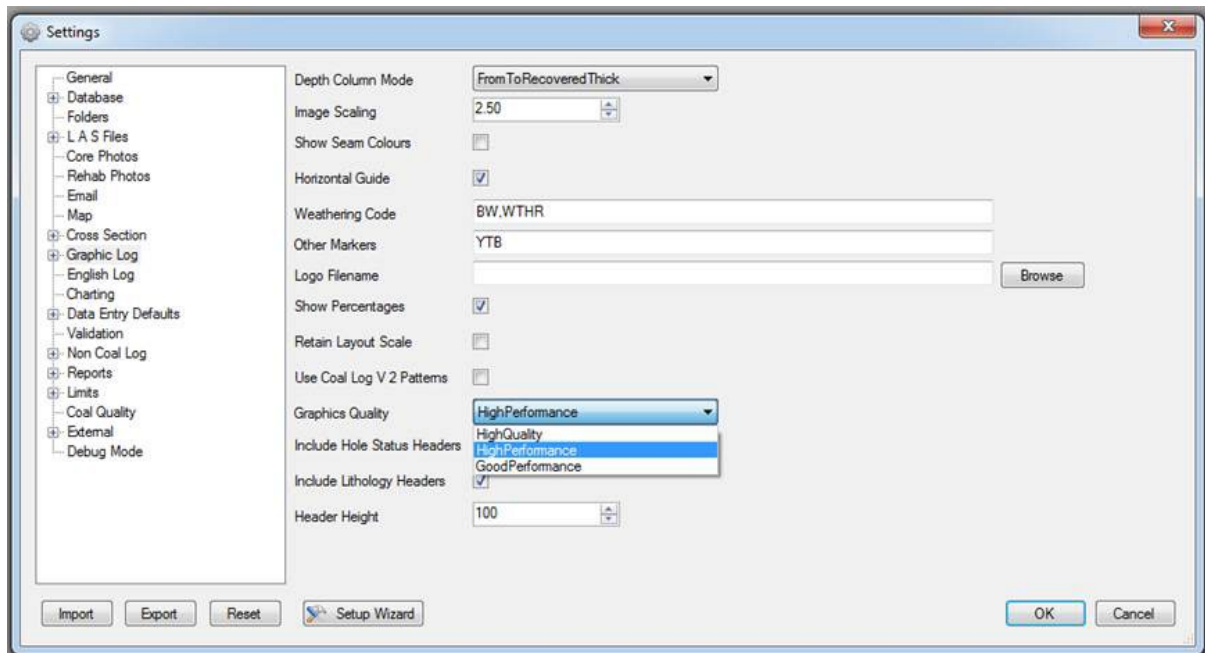 Settings
General
Database
Folders
L A S Files
Core Photos
Rehab Photos
Email
Map
Cross Section
Graphic Log
English Log
Charting
Data Entry Defaults
Validation
Non Coal Log
Reports
Limits
Coal Quality
External
Debug Mode
Depth Column Mode FromToRecoveredThick
Image Scaling 2.50
Show Seam Colours
Horizontal Guide
Weathering Code BW,WTHR
Other Markers YTB
Logo Filename Browse
Show Percentages
Retain Layout Scale
Use Coal Log V 2 Patterns
Graphics Quality HighPerformance
HighQuality
Include Hole Status Headers HighPerformance
GoodPerformance
Include Lithology Headers
Header Height 100
Import Export Reset Setup Wizard OK Cancel